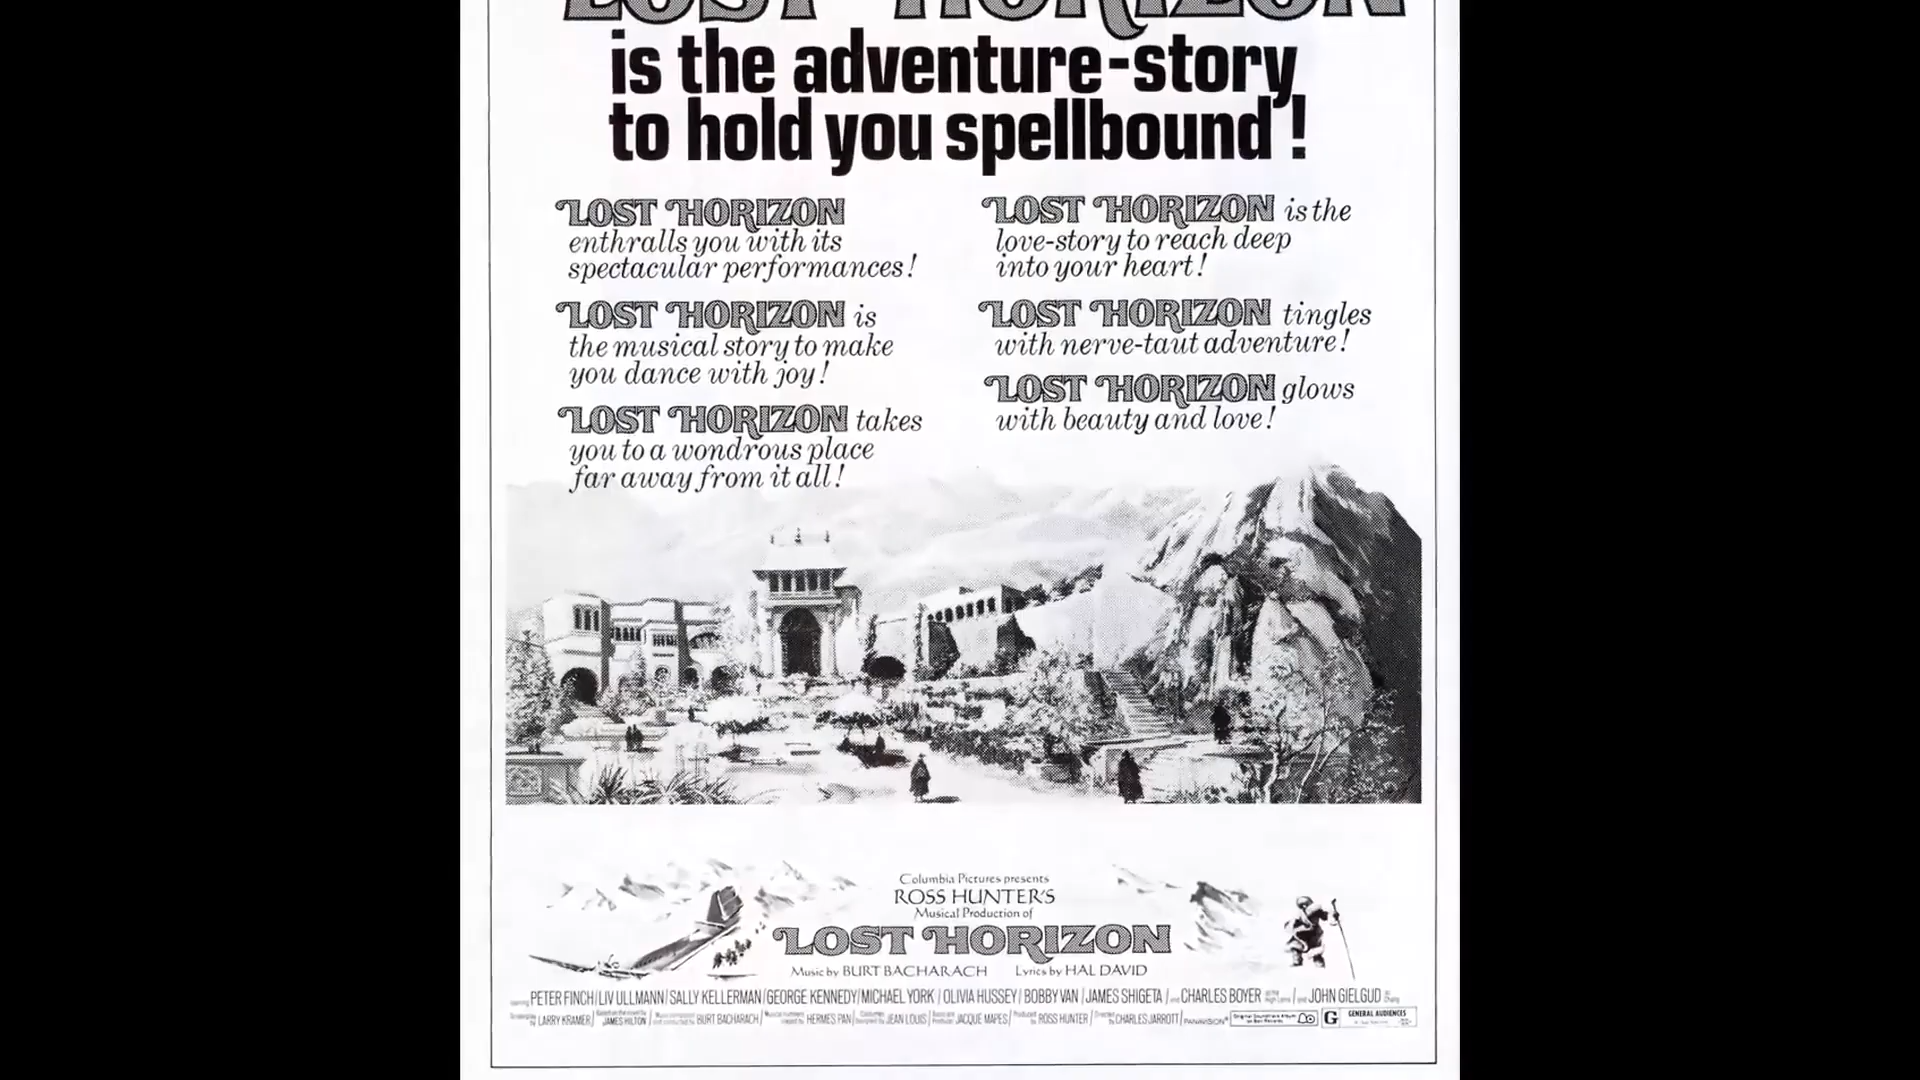 LOST HORIZON
is the adventure-story
to hold you spellbound!
LOST HORIZON
enthralls you with its
spectacular performances!
LOST HORIZON is
the musical story to make
you dance with joy!
LOST HORIZON takes
you to a wondrous place
far away from it all!
LOST HORIZON is the
love-story to reach deep
into your heart!
LOST HORIZON tingles
with nerve-taut adventure!
LOST HORIZON glows
with beauty and love!
Columbia Pictures presents
ROSS HUNTER'S
Musical Production of
LOST HORIZON
Music by BURT BACHARACH Lyrics by HAL DAVID
PETER FINCH / LIV ULLMANN / SALLY KELLERMAN / GEORGE KENNEDY / MICHAEL YORK / OLIVIA HUSSEY / BOBBY VAN / JAMES SHIGETA / and CHARLES BOYER / and JOHN GIELGUD
LARRY KRAMER / JAMES HILTON / BURT BACHARACH / HERMES PAN / JEAN LOUIS / JACQUE MAPES / ROSS HUNTER / CHARLES JARROTT / PANAVISION® G GENERAL AUDIENCES